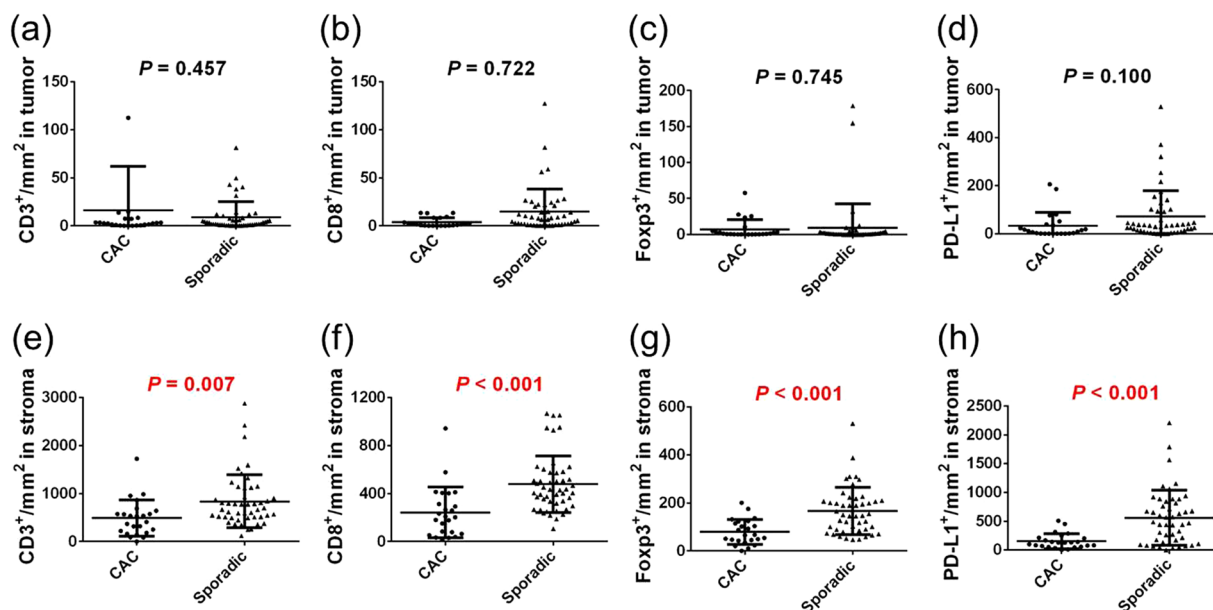 (a)
CD3⁺/mm² in tumor
P = 0.457
150
100
50
0
CAC
Sporadic
(b)
CD8⁺/mm² in tumor
P = 0.722
150
100
50
0
CAC
Sporadic
(c)
Foxp3⁺/mm² in tumor
P = 0.745
200
150
100
50
0
CAC
Sporadic
(d)
PD-L1⁺/mm² in tumor
P = 0.100
600
400
200
0
CAC
Sporadic
(e)
CD3⁺/mm² in stroma
P = 0.007
3000
2000
1000
0
CAC
Sporadic
(f)
CD8⁺/mm² in stroma
P < 0.001
1200
800
400
0
CAC
Sporadic
(g)
Foxp3⁺/mm² in stroma
P < 0.001
600
400
200
0
CAC
Sporadic
(h)
PD-L1⁺/mm² in stroma
P < 0.001
2500
2000
1500
1000
500
0
CAC
Sporadic